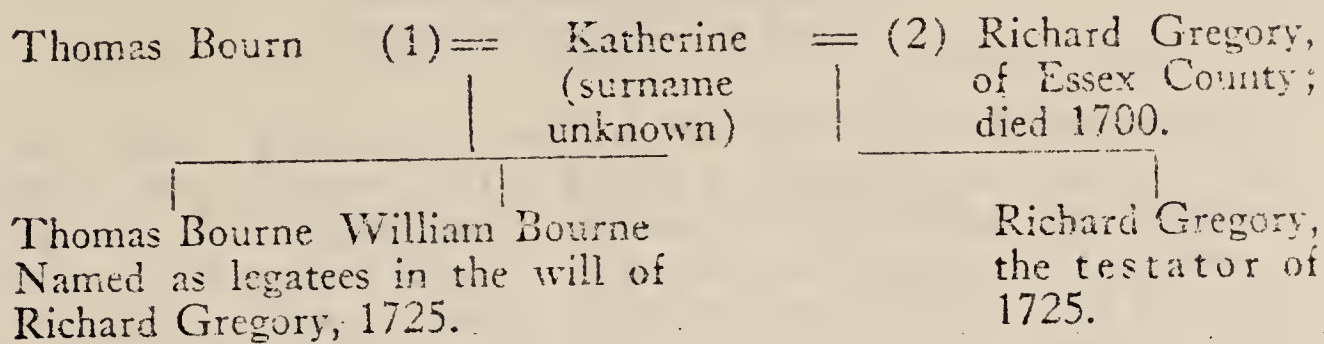 Thomas Bourn (1)== Katherine == (2) Richard Gregory,
(surname of Essex County;
unknown) died 1700.
Thomas Bourne William Bourne Richard Gregory,
Named as legatees in the will of the testator of
Richard Gregory, 1725. 1725.